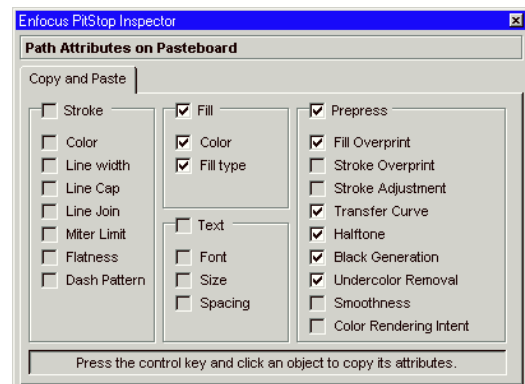 Enfocus PitStop Inspector
Path Attributes on Pasteboard
Copy and Paste
Stroke
Color
Line width
Line Cap
Line Join
Miter Limit
Flatness
Dash Pattern
Fill
Color
Fill type
Text
Font
Size
Spacing
Prepress
Fill Overprint
Stroke Overprint
Stroke Adjustment
Transfer Curve
Halftone
Black Generation
Undercolor Removal
Smoothness
Color Rendering Intent
Press the control key and click an object to copy its attributes.